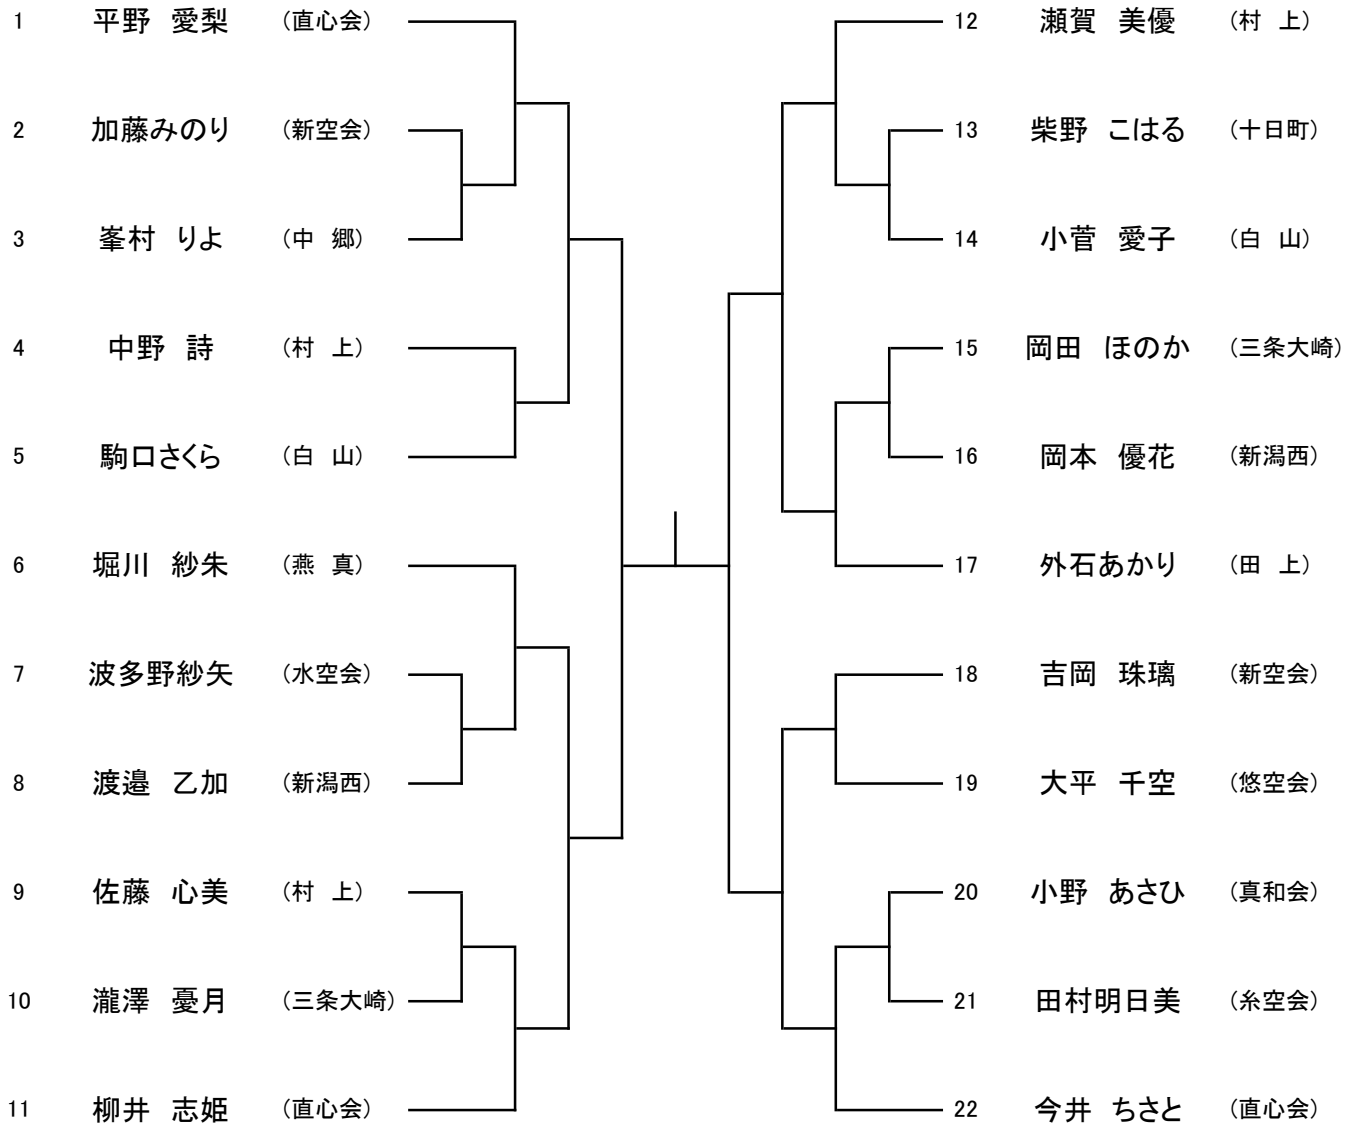 1 平野 愛梨 （直心会）
2 加藤みのり （新空会）
3 峯村 りよ （中 郷）
4 中野 詩 （村 上）
5 駒口さくら （白 山）
6 堀川 紗朱 （燕 真）
7 波多野紗矢 （水空会）
8 渡邉 乙加 （新潟西）
9 佐藤 心美 （村 上）
10 瀧澤 憂月 （三条大崎）
11 柳井 志姫 （直心会）
12 瀬賀 美優 （村 上）
13 柴野 こはる （十日町）
14 小菅 愛子 （白 山）
15 岡田 ほのか （三条大崎）
16 岡本 優花 （新潟西）
17 外石あかり （田 上）
18 吉岡 珠璃 （新空会）
19 大平 千空 （悠空会）
20 小野 あさひ （真和会）
21 田村明日美 （糸空会）
22 今井 ちさと （直心会）